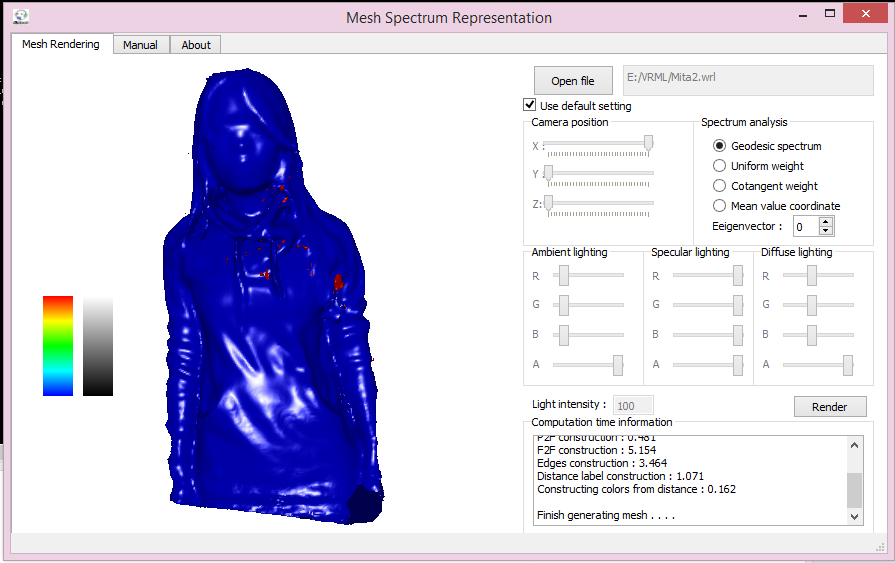 Mesh Spectrum Representation
Mesh Rendering
Manual
About
Open file
E:/VRML/Mita2.wrl
Use default setting
Camera position
X :
Y :
Z:
Spectrum analysis
Geodesic spectrum
Uniform weight
Cotangent weight
Mean value coordinate
Eeigenvector :
0
Ambient lighting
R
G
B
A
Specular lighting
R
G
B
A
Diffuse lighting
R
G
B
A
Light intensity :
100
Render
Computation time information
P2F construction : 0.481
F2F construction : 5.154
Edges construction : 3.464
Distance label construction : 1.071
Constructing colors from distance : 0.162
Finish generating mesh . . . .